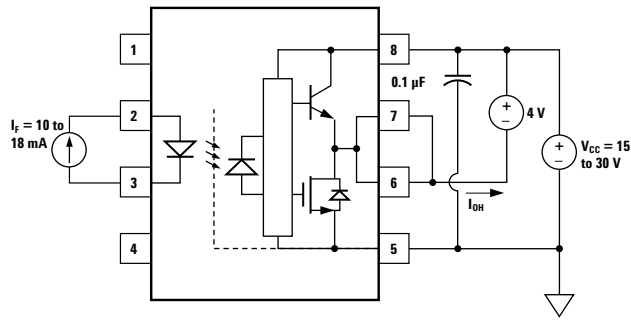 1
8
0.1 µF
2
7
4 V
I_F = 10 to
18 mA
V_CC = 15
to 30 V
3
6
I_OH
4
5